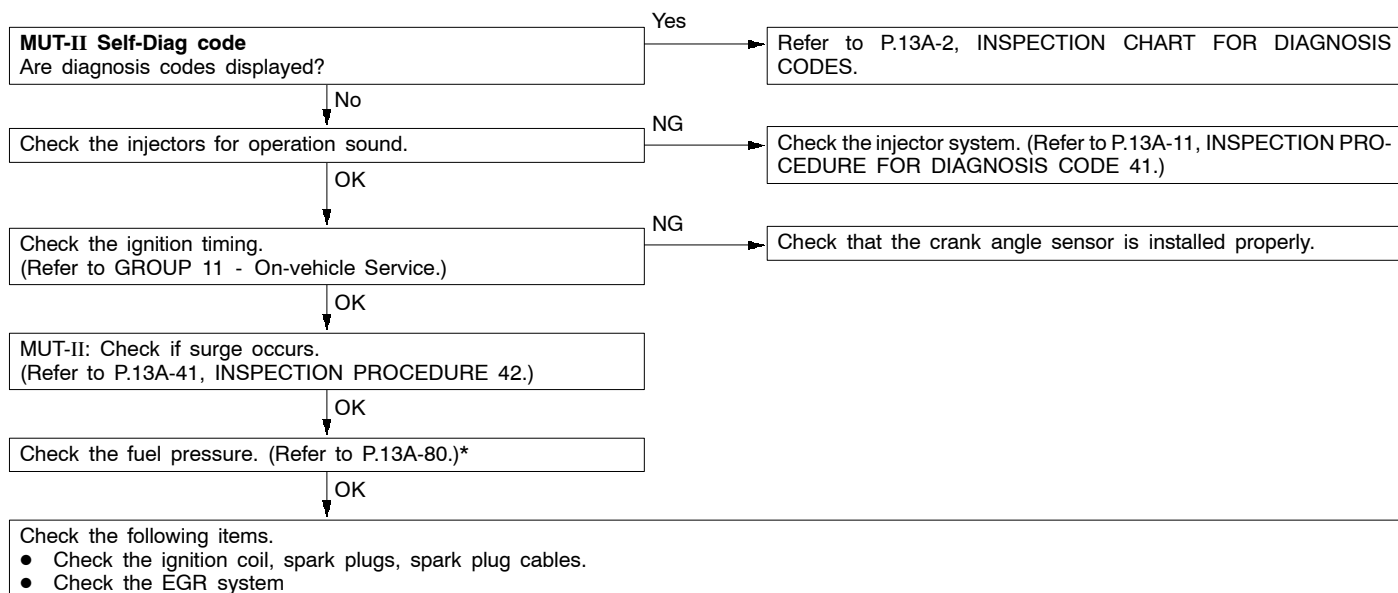 MUT-II Self-Diag code
Are diagnosis codes displayed?
Yes
Refer to P.13A-2, INSPECTION CHART FOR DIAGNOSIS
CODES.
No
Check the injectors for operation sound.
NG
Check the injector system. (Refer to P.13A-11, INSPECTION PRO-
CEDURE FOR DIAGNOSIS CODE 41.)
OK
Check the ignition timing.
(Refer to GROUP 11 - On-vehicle Service.)
NG
Check that the crank angle sensor is installed properly.
OK
MUT-II: Check if surge occurs.
(Refer to P.13A-41, INSPECTION PROCEDURE 42.)
OK
Check the fuel pressure. (Refer to P.13A-80.)*
OK
Check the following items.
● Check the ignition coil, spark plugs, spark plug cables.
● Check the EGR system